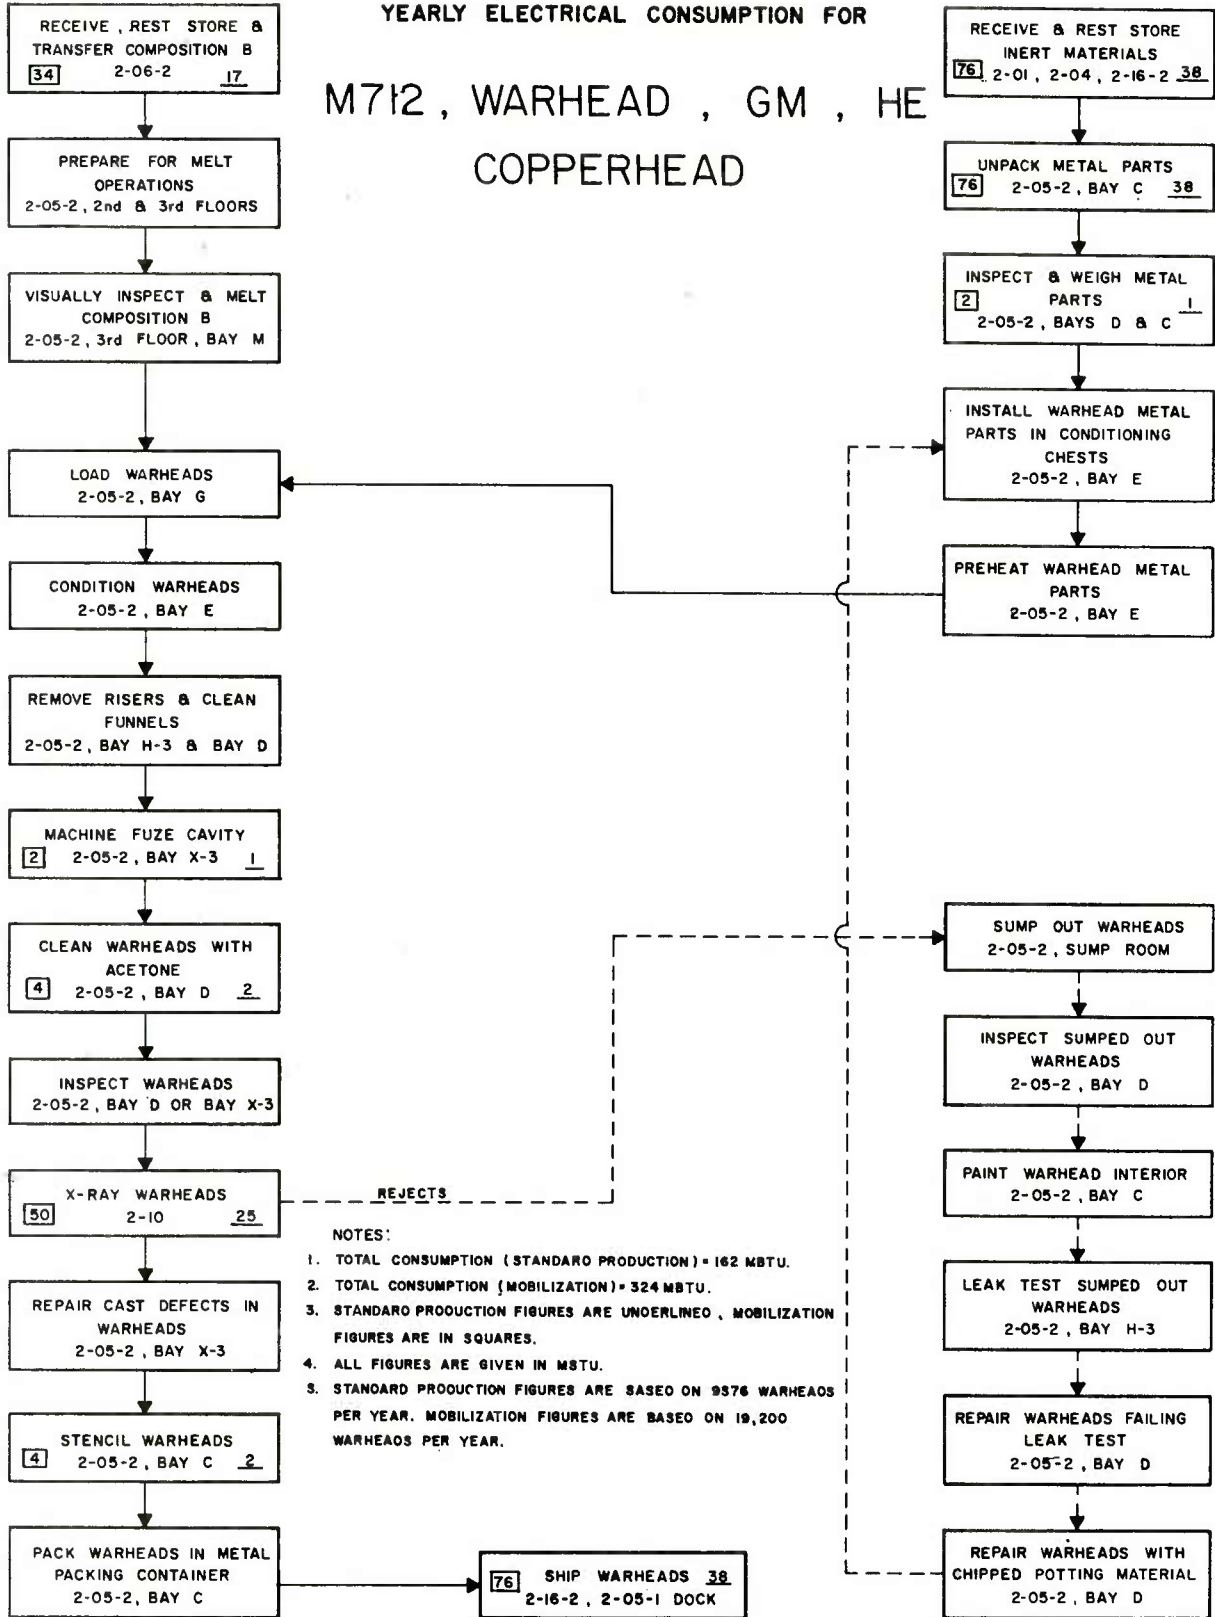 YEARLY ELECTRICAL CONSUMPTION FOR
M712, WARHEAD, GM, HE
COPPERHEAD
RECEIVE, REST STORE &
TRANSFER COMPOSITION B
34 2-06-2 17
PREPARE FOR MELT
OPERATIONS
2-05-2, 2nd & 3rd FLOORS
VISUALLY INSPECT & MELT
COMPOSITION B
2-05-2, 3rd FLOOR, BAY M
LOAD WARHEADS
2-05-2, BAY G
CONDITION WARHEADS
2-05-2, BAY E
REMOVE RISERS & CLEAN
FUNNELS
2-05-2, BAY H-3 & BAY D
MACHINE FUZE CAVITY
2 2-05-2, BAY X-3 1
CLEAN WARHEADS WITH
ACETONE
4 2-05-2, BAY D 2
INSPECT WARHEADS
2-05-2, BAY D OR BAY X-3
X-RAY WARHEADS
50 2-10 25
REJECTS
REPAIR CAST DEFECTS IN
WARHEADS
2-05-2, BAY X-3
STENCIL WARHEADS
4 2-05-2, BAY C 2
PACK WARHEADS IN METAL
PACKING CONTAINER
2-05-2, BAY C
76 SHIP WARHEADS 38
2-16-2, 2-05-1 DOCK
NOTES:
1. TOTAL CONSUMPTION (STANDARD PRODUCTION) = 162 MBTU.
2. TOTAL CONSUMPTION (MOBILIZATION) = 324 MBTU.
3. STANDARD PRODUCTION FIGURES ARE UNDERLINED, MOBILIZATION
FIGURES ARE IN SQUARES.
4. ALL FIGURES ARE GIVEN IN MBTU.
5. STANDARD PRODUCTION FIGURES ARE BASED ON 9576 WARHEADS
PER YEAR. MOBILIZATION FIGURES ARE BASED ON 19,200
WARHEADS PER YEAR.
RECEIVE & REST STORE
INERT MATERIALS
76 2-01, 2-04, 2-16-2 38
UNPACK METAL PARTS
76 2-05-2, BAY C 38
INSPECT & WEIGH METAL
2 PARTS 1
2-05-2, BAYS D & C
INSTALL WARHEAD METAL
PARTS IN CONDITIONING
CHESTS
2-05-2, BAY E
PREHEAT WARHEAD METAL
PARTS
2-05-2, BAY E
SUMP OUT WARHEADS
2-05-2, SUMP ROOM
INSPECT SUMPED OUT
WARHEADS
2-05-2, BAY D
PAINT WARHEAD INTERIOR
2-05-2, BAY C
LEAK TEST SUMPED OUT
WARHEADS
2-05-2, BAY H-3
REPAIR WARHEADS FAILING
LEAK TEST
2-05-2, BAY D
REPAIR WARHEADS WITH
CHIPPED POTTING MATERIAL
2-05-2, BAY D